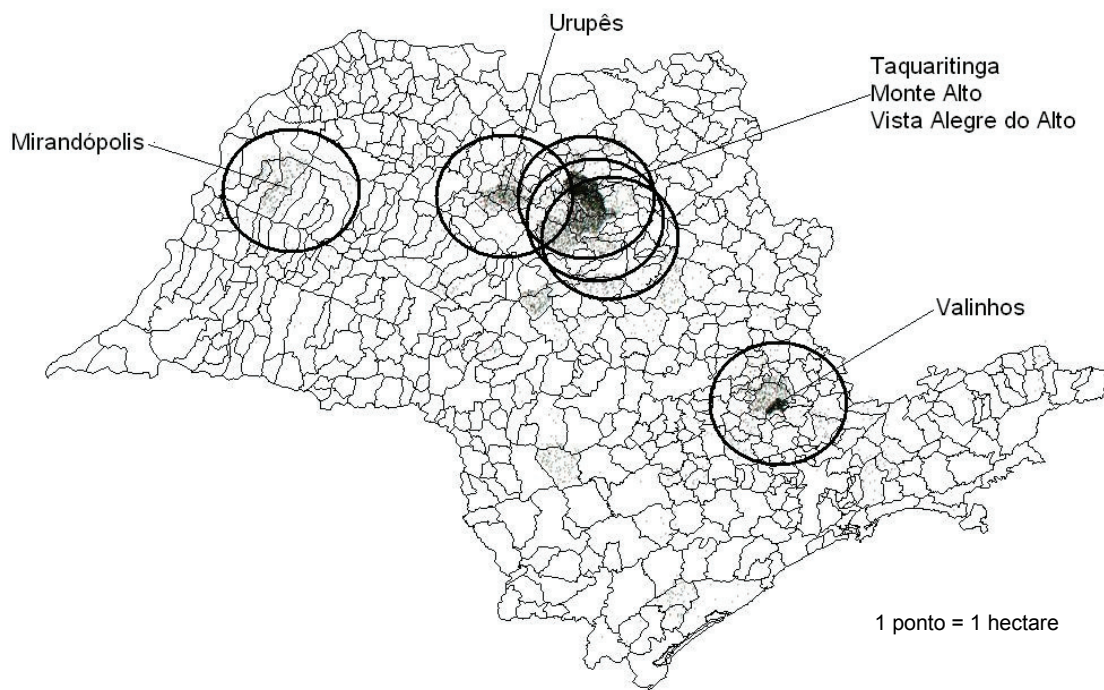 Urupês
Taquaritinga
Monte Alto
Vista Alegre do Alto
Mirandópolis
Valinhos
1 ponto = 1 hectare